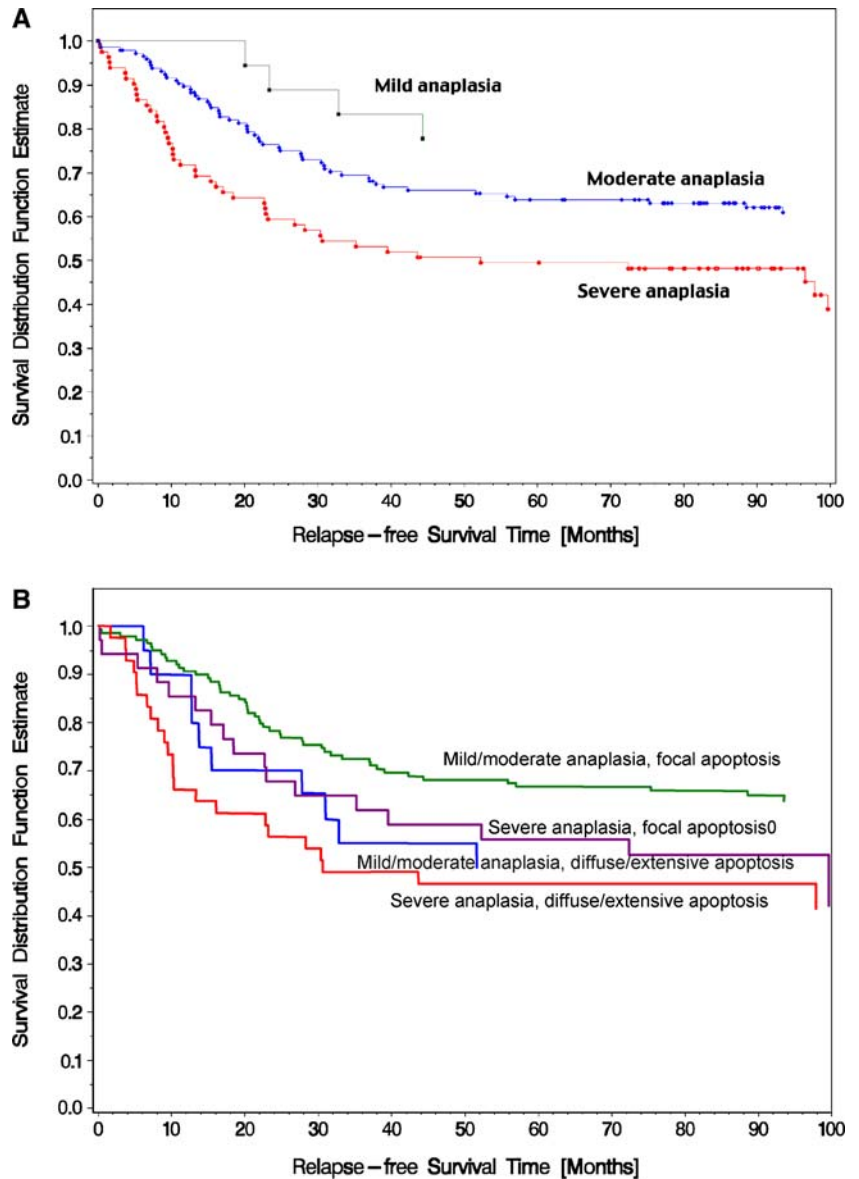 A
1.0
0.9
0.8
0.7
0.6
0.5
0.4
0.3
0.2
0.1
0.0
Survival Distribution Function Estimate
Mild anaplasia
Moderate anaplasia
Severe anaplasia
0 10 20 30 40 50 60 70 80 90 100
Relapse-free Survival Time [Months]
B
1.0
0.9
0.8
0.7
0.6
0.5
0.4
0.3
0.2
0.1
0.0
Survival Distribution Function Estimate
Mild/moderate anaplasia, focal apoptosis
Severe anaplasia, focal apoptosis0
Mild/moderate anaplasia, diffuse/extensive apoptosis
Severe anaplasia, diffuse/extensive apoptosis
0 10 20 30 40 50 60 70 80 90 100
Relapse-free Survival Time [Months]